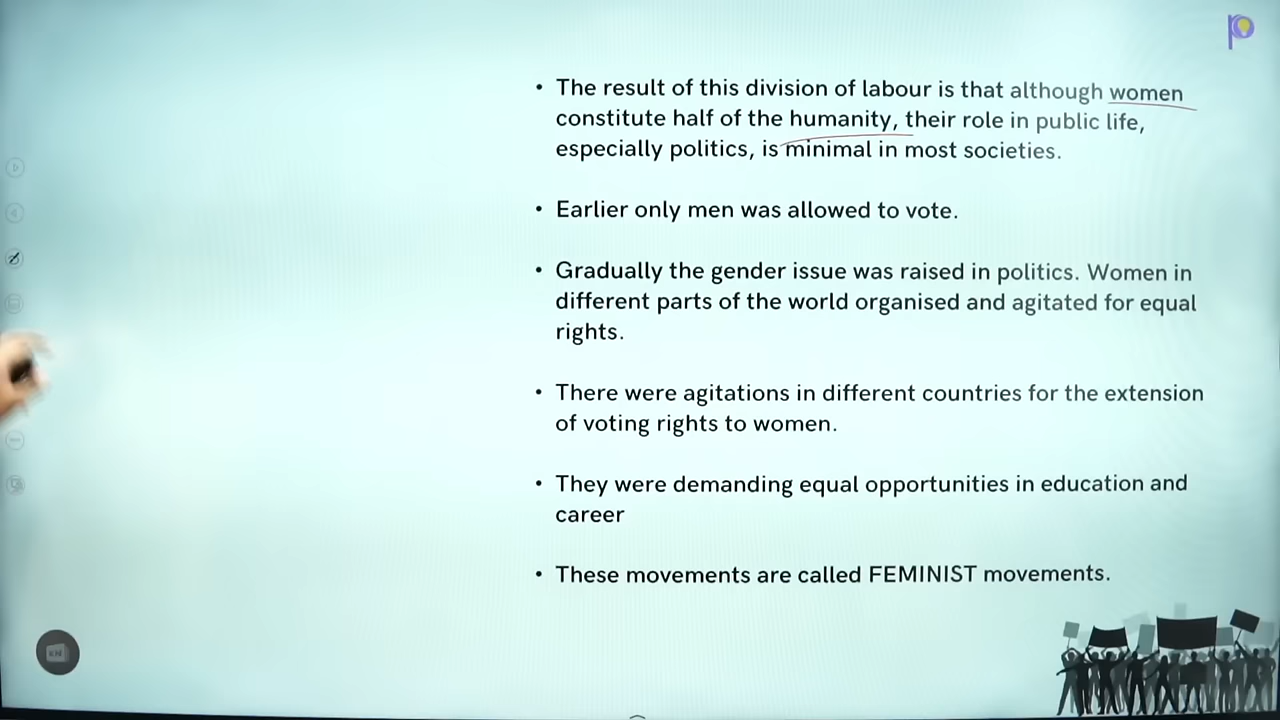 • The result of this division of labour is that although women
constitute half of the humanity, their role in public life,
especially politics, is minimal in most societies.
• Earlier only men was allowed to vote.
• Gradually the gender issue was raised in politics. Women in
different parts of the world organised and agitated for equal
rights.
• There were agitations in different countries for the extension
of voting rights to women.
• They were demanding equal opportunities in education and
career
• These movements are called FEMINIST movements.